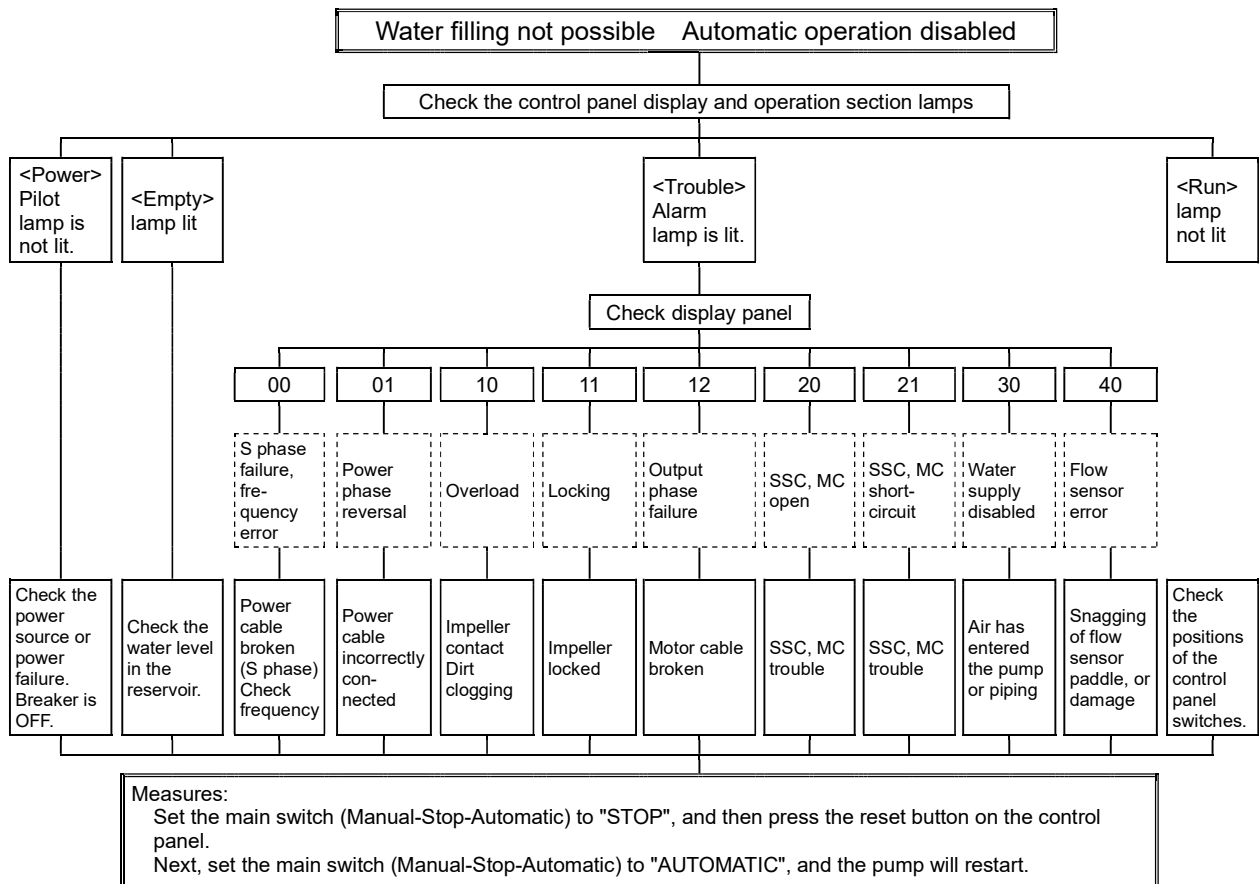 Water filling not possible    Automatic operation disabled
Check the control panel display and operation section lamps
<Power>
Pilot
lamp is
not lit.
<Empty>
lamp lit
<Trouble>
Alarm
lamp is lit.
<Run>
lamp
not lit
Check display panel
00
01
10
11
12
20
21
30
40
S phase
failure,
fre-
quency
error
Power
phase
reversal
Overload
Locking
Output
phase
failure
SSC, MC
open
SSC, MC
short-
circuit
Water
supply
disabled
Flow
sensor
error
Check the
power
source or
power
failure.
Breaker is
OFF.
Check the
water level
in the
reservoir.
Power
cable
broken
(S phase)
Check
frequency
Power
cable
incorrectly
con-
nected
Impeller
contact
Dirt
clogging
Impeller
locked
Motor cable
broken
SSC, MC
trouble
SSC, MC
trouble
Air has
entered
the pump
or piping
Snagging
of flow
sensor
paddle, or
damage
Check
the
positions
of the
control
panel
switches.
Measures:
Set the main switch (Manual-Stop-Automatic) to "STOP", and then press the reset button on the control
panel.
Next, set the main switch (Manual-Stop-Automatic) to "AUTOMATIC", and the pump will restart.